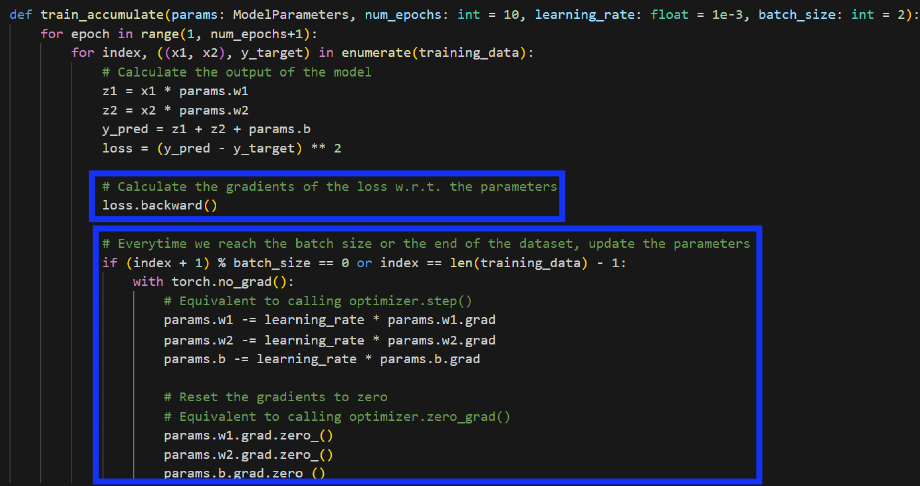 def train_accumulate(params: ModelParameters, num_epochs: int = 10, learning_rate: float = 1e-3, batch_size: int = 2):
for epoch in range(1, num_epochs+1):
for index, ((x1, x2), y_target) in enumerate(training_data):
# Calculate the output of the model
z1 = x1 * params.w1
z2 = x2 * params.w2
y_pred = z1 + z2 + params.b
loss = (y_pred - y_target) ** 2
# Calculate the gradients of the loss w.r.t. the parameters
loss.backward()
# Everytime we reach the batch size or the end of the dataset, update the parameters
if (index + 1) % batch_size == 0 or index == len(training_data) - 1:
with torch.no_grad():
# Equivalent to calling optimizer.step()
params.w1 -= learning_rate * params.w1.grad
params.w2 -= learning_rate * params.w2.grad
params.b -= learning_rate * params.b.grad
# Reset the gradients to zero
# Equivalent to calling optimizer.zero_grad()
params.w1.grad.zero_()
params.w2.grad.zero_()
params.b.grad.zero_()